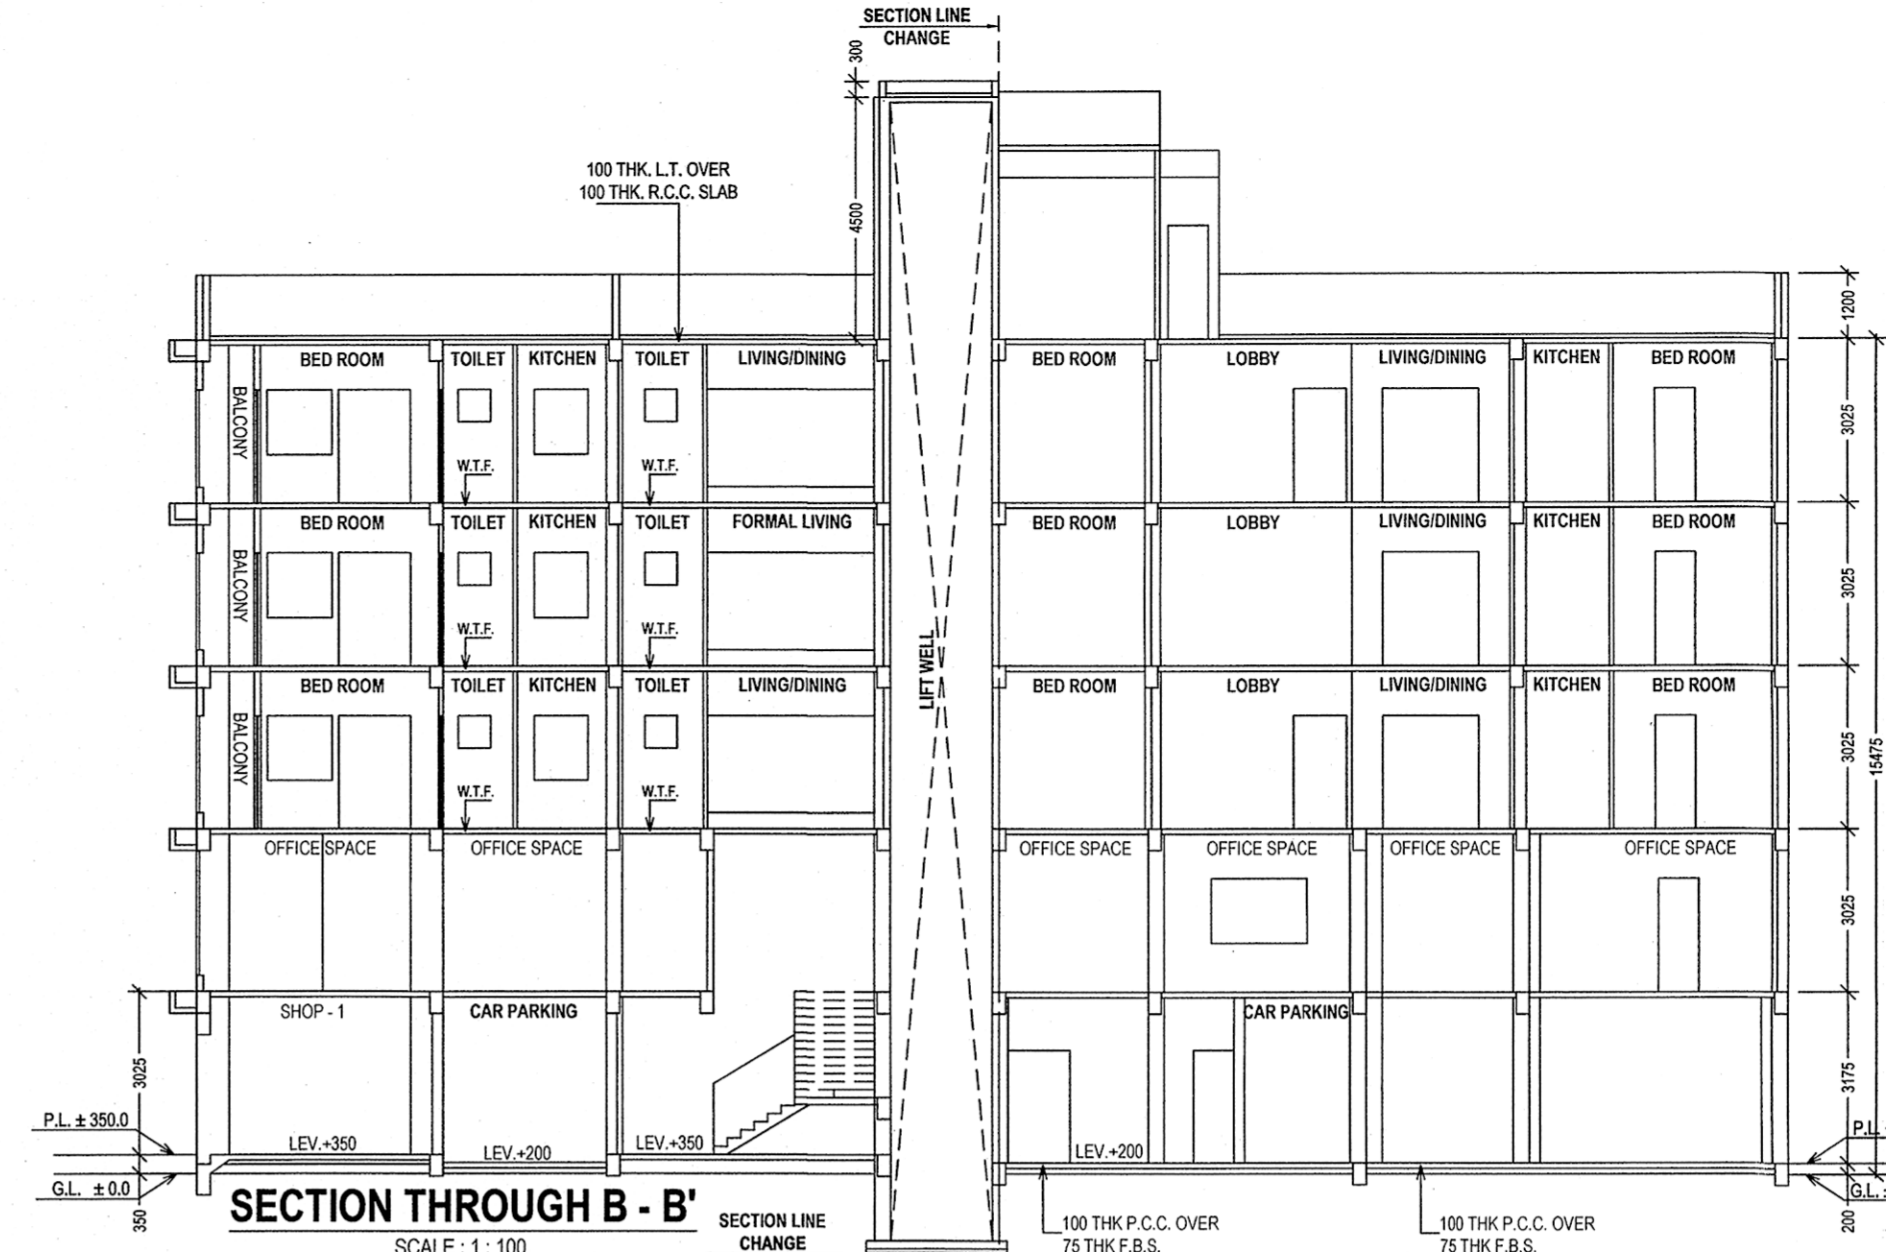 SECTION LINE
CHANGE
300
100 THK. L.T. OVER
100 THK. R.C.C. SLAB
4500
1200
BED ROOM TOILET KITCHEN TOILET LIVING/DINING BED ROOM LOBBY LIVING/DINING KITCHEN BED ROOM
BALCONY
3025
W.T.F. W.T.F.
BED ROOM TOILET KITCHEN TOILET FORMAL LIVING BED ROOM LOBBY LIVING/DINING KITCHEN BED ROOM
BALCONY
3025
W.T.F. W.T.F.
LIFT WELL
BED ROOM TOILET KITCHEN TOILET LIVING/DINING BED ROOM LOBBY LIVING/DINING KITCHEN BED ROOM
BALCONY
3025
15475
W.T.F. W.T.F.
OFFICE SPACE OFFICE SPACE OFFICE SPACE OFFICE SPACE OFFICE SPACE OFFICE SPACE
3025
SHOP - 1 CAR PARKING CAR PARKING
3025
3175
P.L. ± 350.0
LEV.+350 LEV.+200 LEV.+350 LEV.+200
P.L.
G.L. ± 0.0
G.L.
350
200
SECTION THROUGH B - B'
SCALE : 1 : 100
SECTION LINE
CHANGE
100 THK P.C.C. OVER
75 THK F.B.S.
100 THK P.C.C. OVER
75 THK F.B.S.